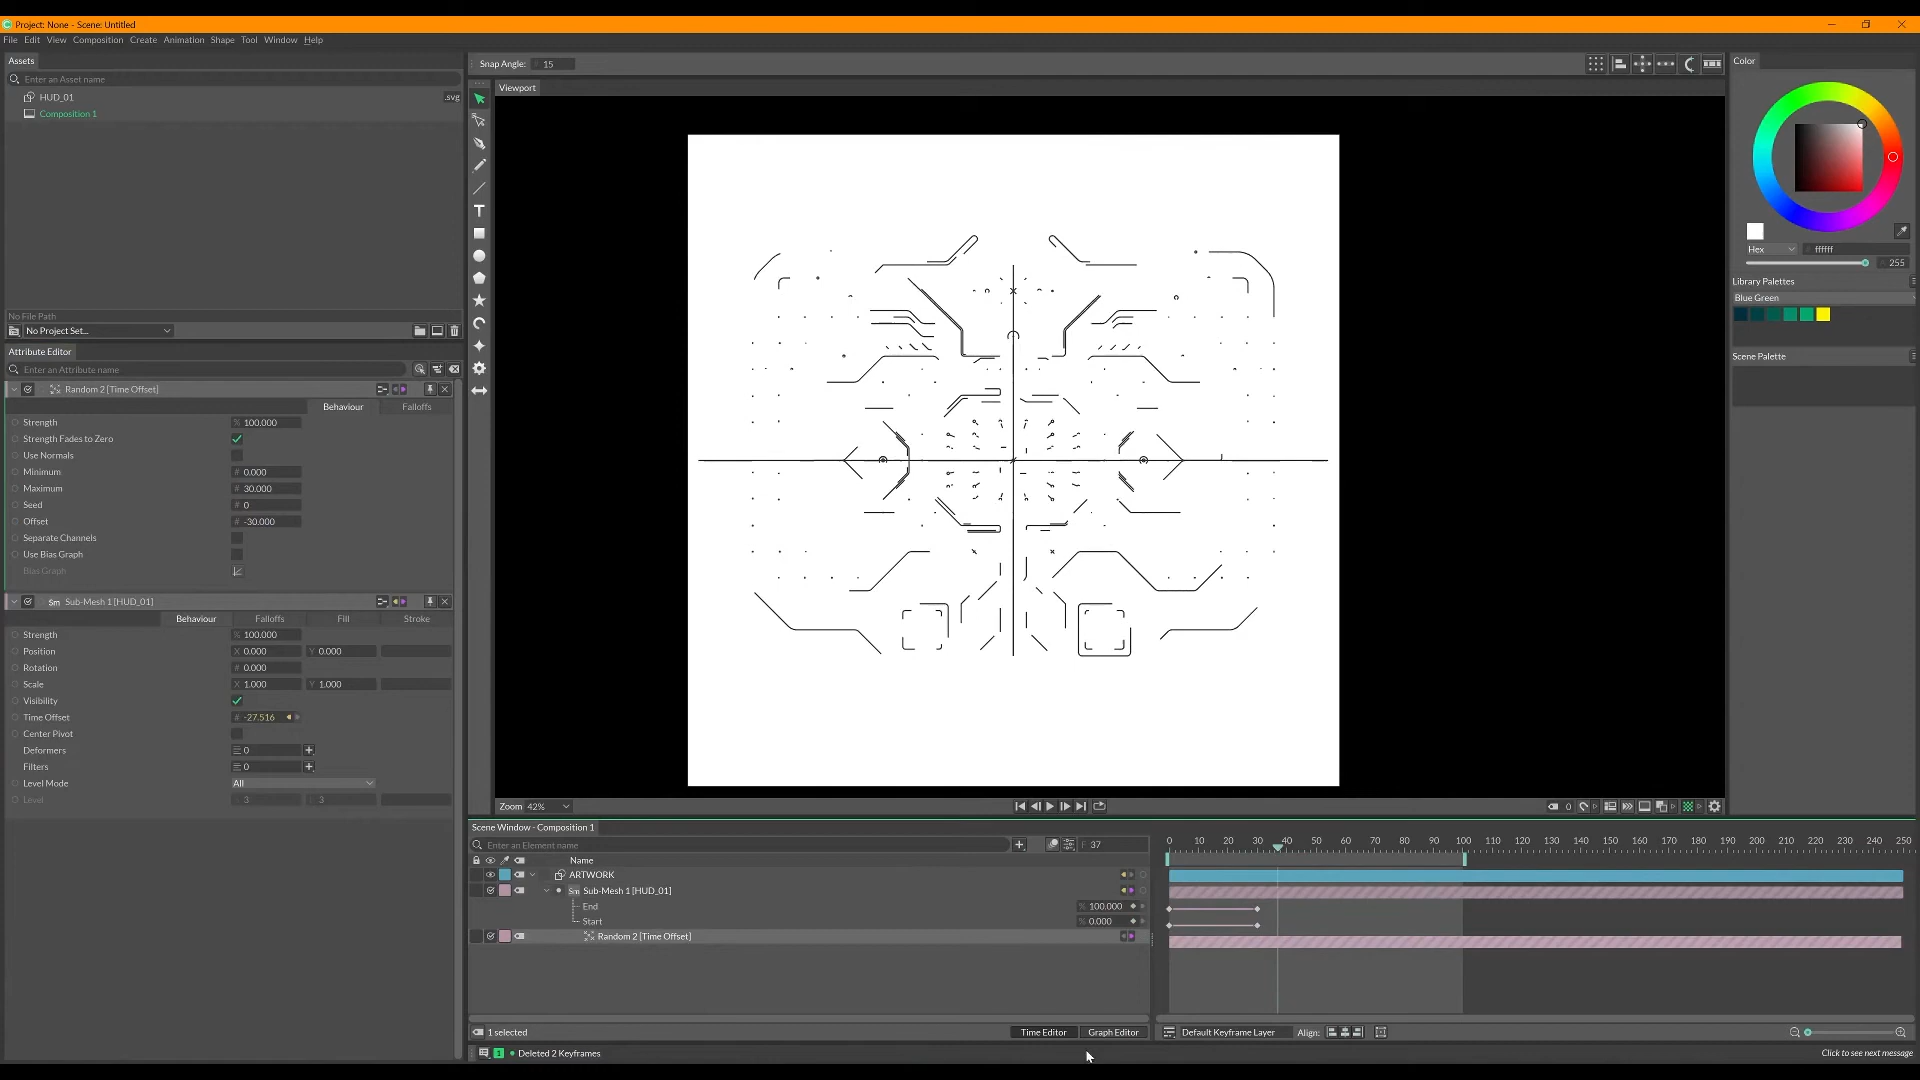 Project: None - Scene: Untitled
File Edit View Composition Create Animation Shape Tool Window Help
Assets
Enter an Asset name
HUD_01 .svg
Composition 1
No File Path
No Project Set...
Attribute Editor
Enter an Attribute name
Random 2 [Time Offset]
Behaviour Falloffs
Strength % 100.000
Strength Fades to Zero
Use Normals
Minimum # 0.000
Maximum # 30.000
Seed # 0
Offset # -30.000
Separate Channels
Use Bias Graph
Bias Graph
Sm Sub-Mesh 1 [HUD_01]
Behaviour Falloffs Fill Stroke
Strength % 100.000
Position X 0.000 Y 0.000
Rotation # 0.000
Scale X 1.000 Y 1.000
Visibility
Time Offset # -27.516
Center Pivot
Deformers 0
Filters 0
Level Mode All
Level 3 3
Snap Angle: 15
Viewport
Zoom 42%
0
Color
Hex ffffff
255
Library Palettes
Blue Green
Scene Palette
Scene Window - Composition 1
Enter an Element name F 37
Name
ARTWORK
Sm Sub-Mesh 1 [HUD_01]
End % 100.000
Start % 0.000
Random 2 [Time Offset]
0 10 20 30 40 50 60 70 80 90 100 110 120 130 140 150 160 170 180 190 200 210 220 230 240 250
1 selected
Time Editor Graph Editor
Default Keyframe Layer Align:
1 Deleted 2 Keyframes
Click to see next message